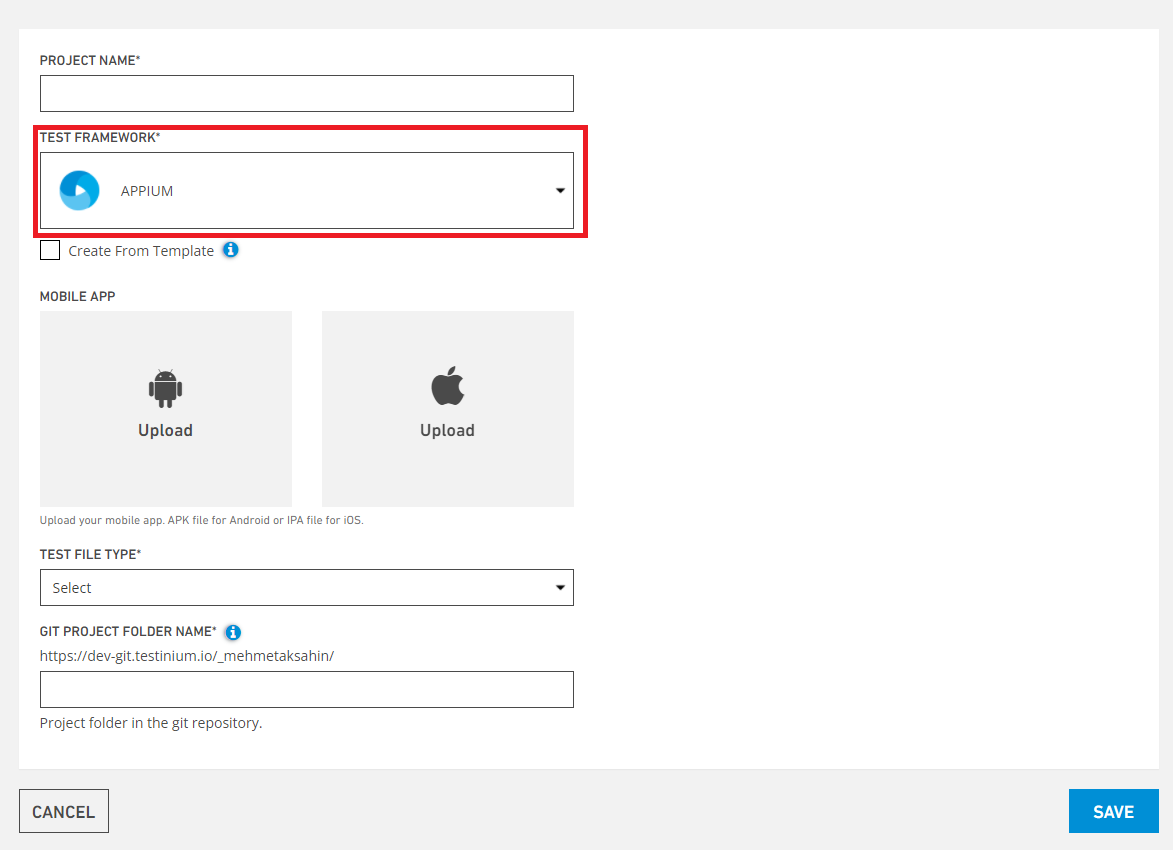 PROJECT NAME*
TEST FRAMEWORK*
APPIUM
Create From Template
MOBILE APP
Upload
Upload
Upload your mobile app. APK file for Android or IPA file for iOS.
TEST FILE TYPE*
Select
GIT PROJECT FOLDER NAME*
https://dev-git.testinium.io/_mehmetaksahin/
Project folder in the git repository.
CANCEL
SAVE